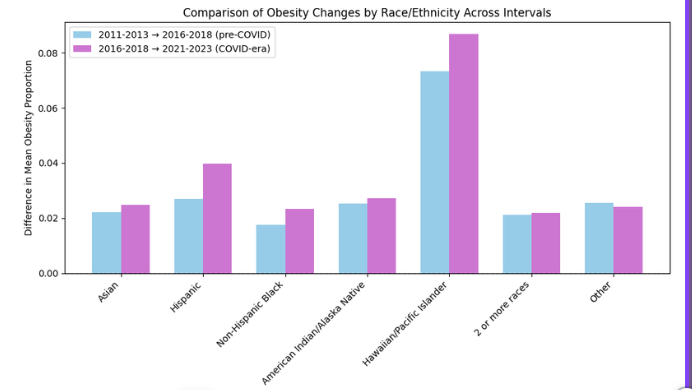 Comparison of Obesity Changes by Race/Ethnicity Across Intervals
2011-2013 → 2016-2018 (pre-COVID)
2016-2018 → 2021-2023 (COVID-era)
Difference in Mean Obesity Proportion
0.08
0.06
0.04
0.02
0.00
Asian
Hispanic
Non-Hispanic Black
American Indian/Alaska Native
Hawaiian/Pacific Islander
2 or more races
Other